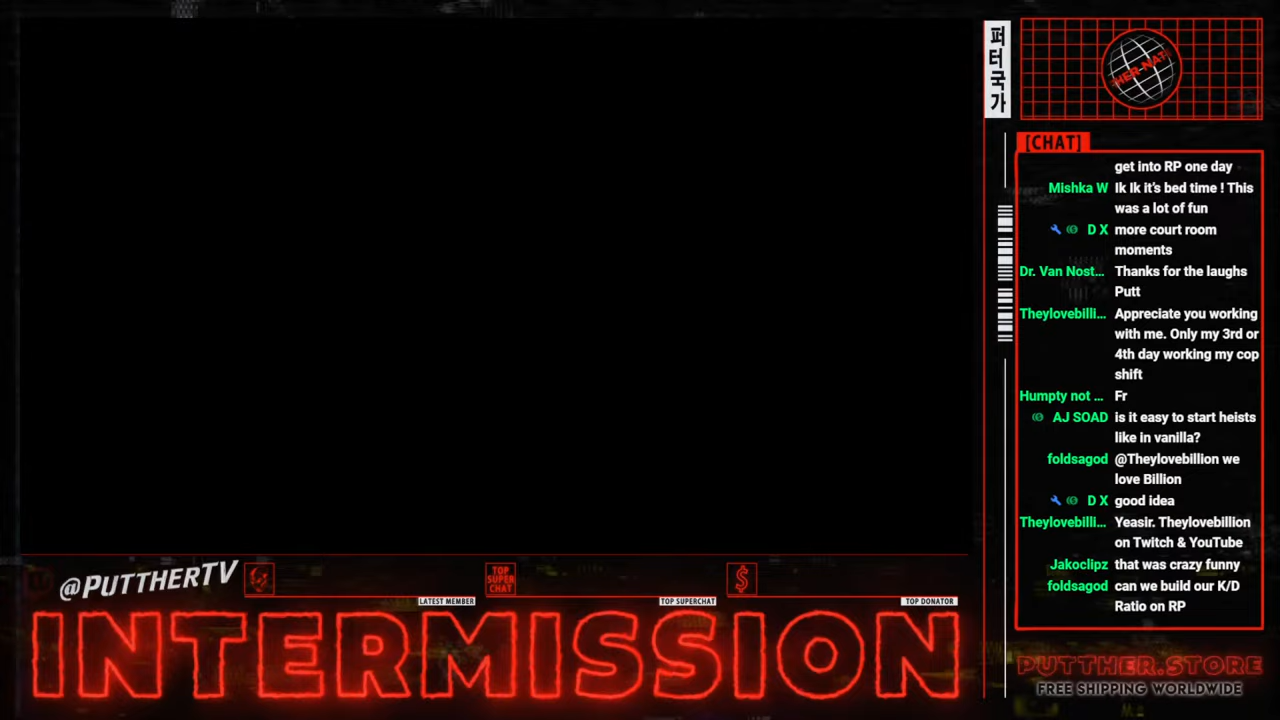 퍼터국가
HER NAT
[CHAT]
get into RP one day
Mishka W Ik Ik it's bed time ! This
was a lot of fun
D X more court room
moments
Dr. Van Nost... Thanks for the laughs
Putt
Theylovebilli... Appreciate you working
with me. Only my 3rd or
4th day working my cop
shift
Humpty not ... Fr
AJ SOAD is it easy to start heists
like in vanilla?
foldsagod @Theylovebillion we
love Billion
D X good idea
Theylovebilli... Yeasir. Theylovebillion
on Twitch & YouTube
Jakoclipz that was crazy funny
foldsagod can we build our K/D
Ratio on RP
@PUTTHERTV
TOP
SUPER
CHAT
$
LATEST MEMBER
TOP SUPERCHAT
TOP DONATOR
INTERMISSION
PUTTHER.STORE
FREE SHIPPING WORLDWIDE